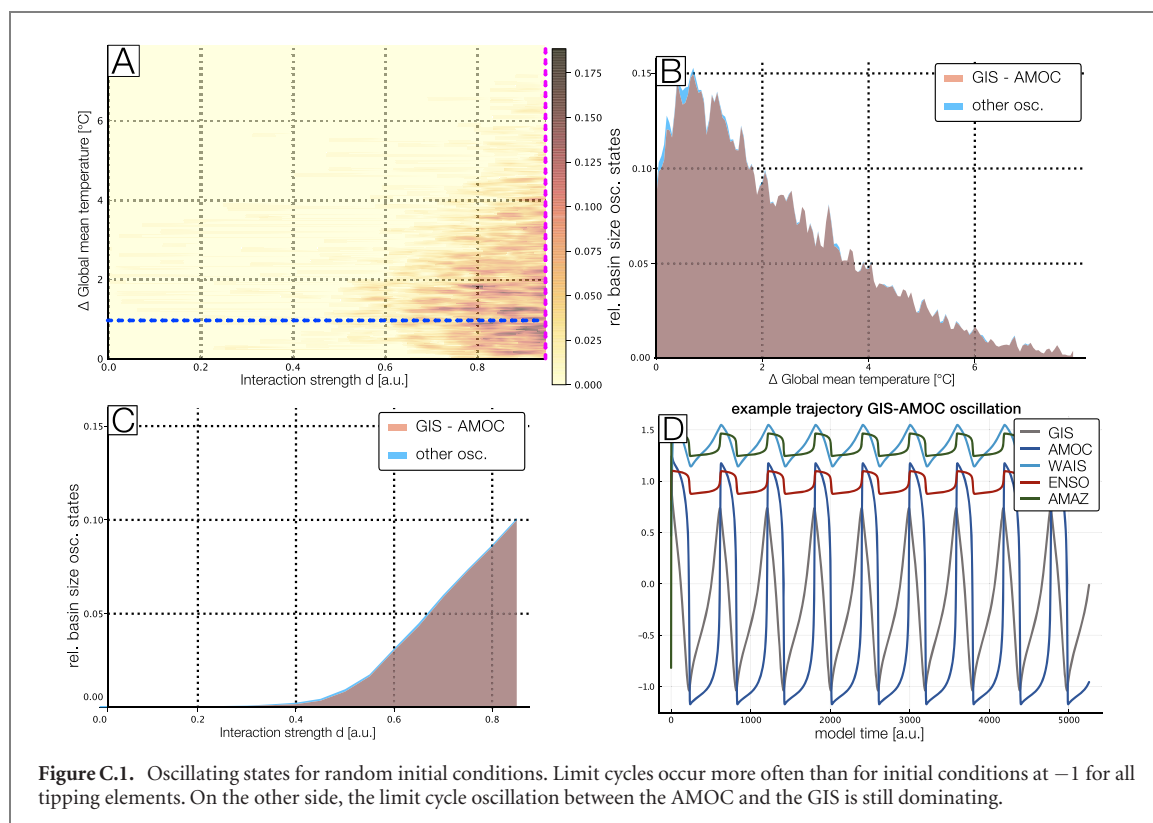 A
Δ Global mean temperature [°C]
6
4
2
0
0.0 0.2 0.4 0.6 0.8
Interaction strength d [a.u.]
0.175
0.150
0.125
0.100
0.075
0.050
0.025
0.000
B
GIS - AMOC
other osc.
rel. basin size osc. states
0.15
0.10
0.05
0.00
2 4 6
Δ Global mean temperature [°C]
C
GIS - AMOC
other osc.
rel. basin size osc. states
0.15
0.10
0.05
0.00
0.0 0.2 0.4 0.6 0.8
Interaction strength d [a.u.]
example trajectory GIS-AMOC oscillation
D
GIS
AMOC
WAIS
ENSO
AMAZ
1.5
1.0
0.5
0.0
−0.5
−1.0
0 1000 2000 3000 4000 5000
model time [a.u.]
Figure C.1. Oscillating states for random initial conditions. Limit cycles occur more often than for initial conditions at −1 for all
tipping elements. On the other side, the limit cycle oscillation between the AMOC and the GIS is still dominating.